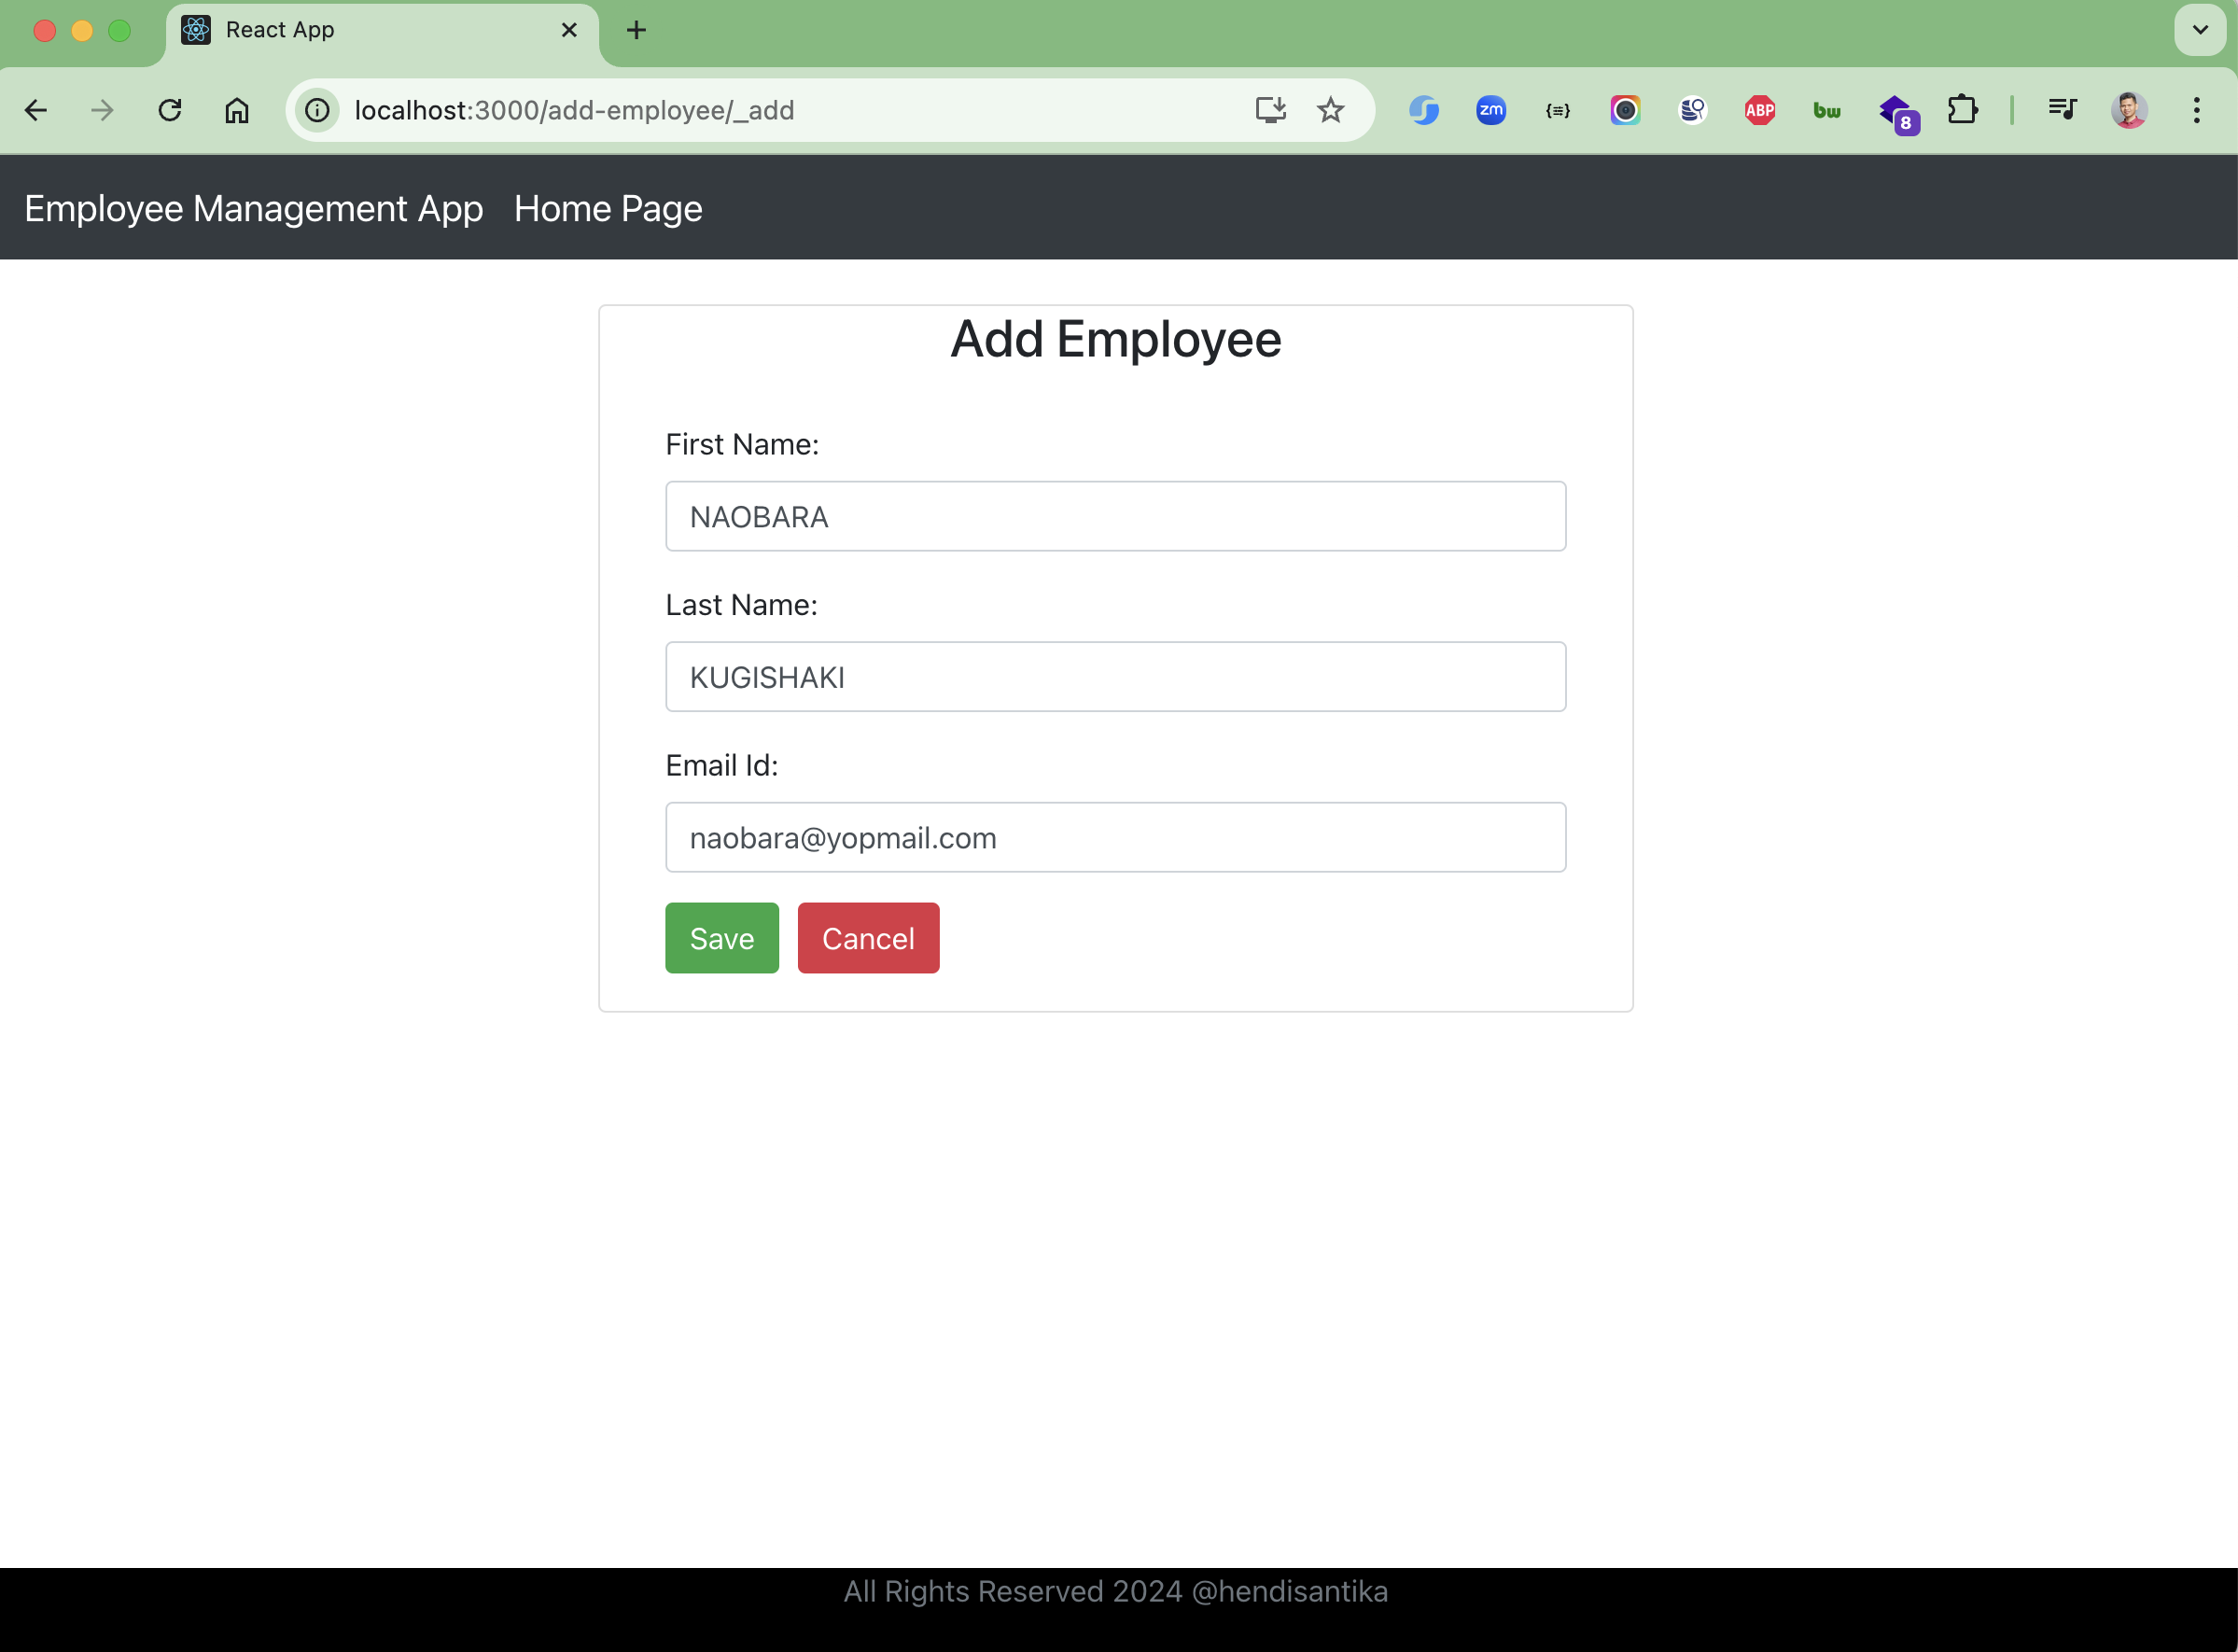 React App
localhost:3000/add-employee/_add
zm
{≡}
ABP
bw
8
Employee Management App Home Page
Add Employee
First Name:
NAOBARA
Last Name:
KUGISHAKI
Email Id:
naobara@yopmail.com
Save Cancel
All Rights Reserved 2024 @hendisantika